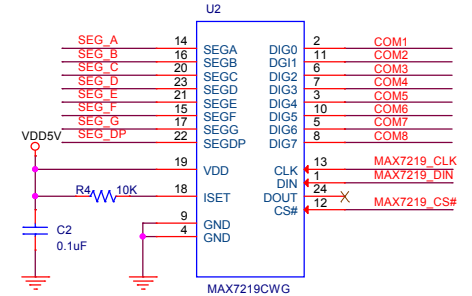 U2
SEG_A 14 SEGA DIG0 2 COM1
SEG_B 16 SEGB DGI1 11 COM2
SEG_C 20 SEGC DIG2 6 COM3
SEG_D 23 SEGD DIG3 7 COM4
SEG_E 21 SEGE DIG4 3 COM5
SEG_F 15 SEGF DIG5 10 COM6
SEG_G 17 SEGG DIG6 5 COM7
SEG_DP 22 SEGDP DIG7 8 COM8
VDD5V
19 VDD CLK 13 MAX7219_CLK
DIN 1 MAX7219_DIN
R4 10K 18 ISET DOUT 24
CS# 12 MAX7219_CS#
9 GND
4 GND
C2
0.1uF
MAX7219CWG